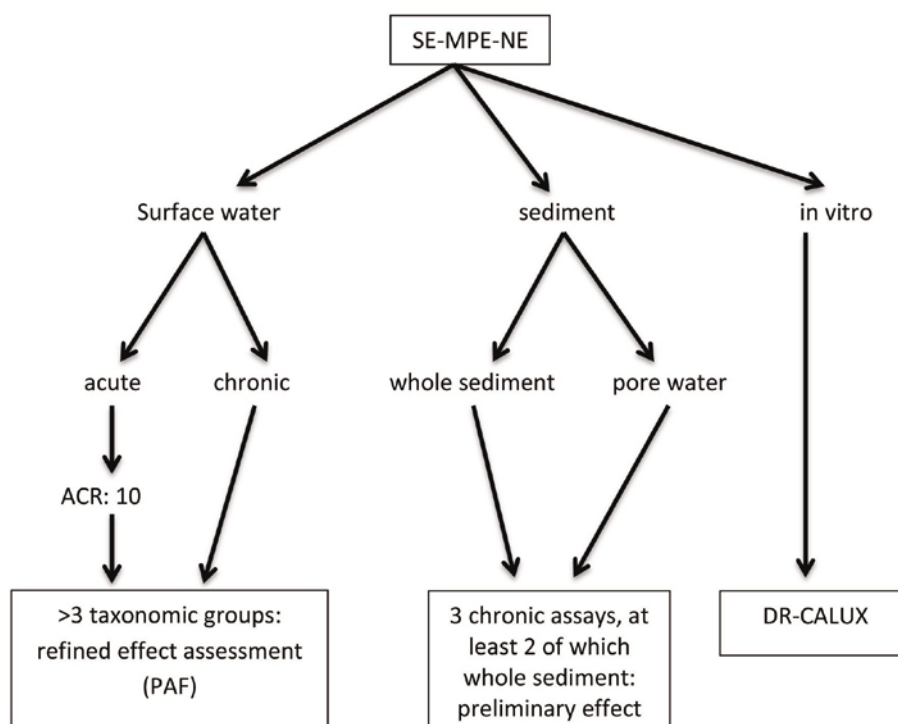 SE-MPE-NE
Surface water
sediment
in vitro
acute
chronic
whole sediment
pore water
ACR: 10
>3 taxonomic groups:
refined effect assessment
(PAF)
3 chronic assays, at
least 2 of which
whole sediment:
preliminary effect
DR-CALUX